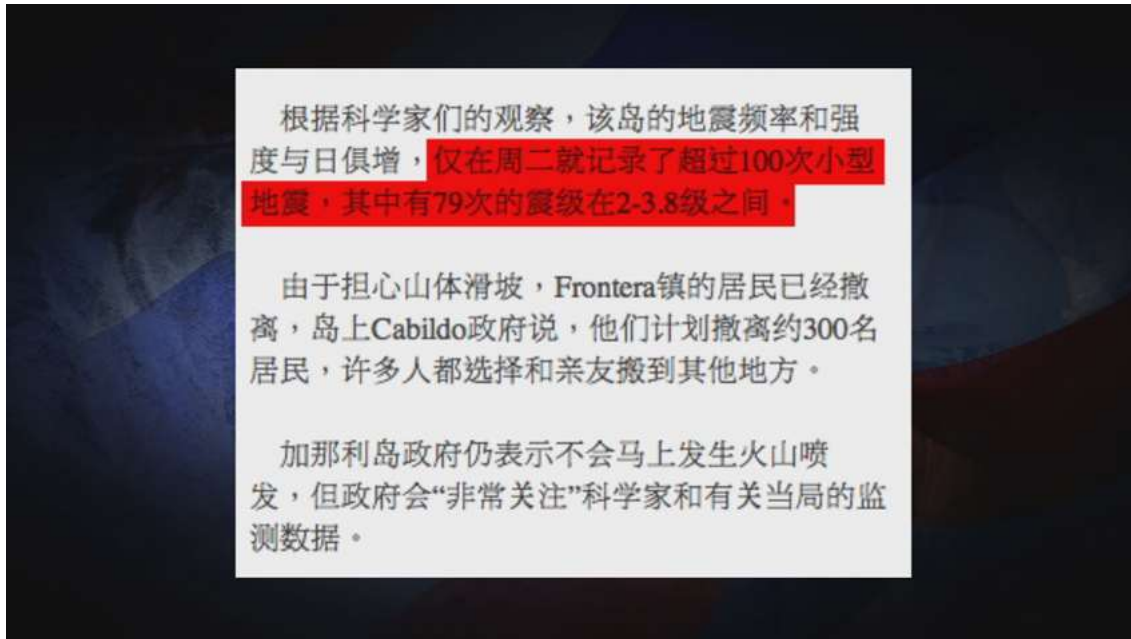 根据科学家们的观察，该岛的地震频率和强
度与日俱增，仅在周二就记录了超过100次小型
地震，其中有79次的震级在2-3.8级之间。
由于担心山体滑坡，Frontera镇的居民已经撤
离，岛上Cabildo政府说，他们计划撤离约300名
居民，许多人都选择和亲友搬到其他地方。
加那利岛政府仍表示不会马上发生火山喷
发，但政府会“非常关注”科学家和有关当局的监
测数据。